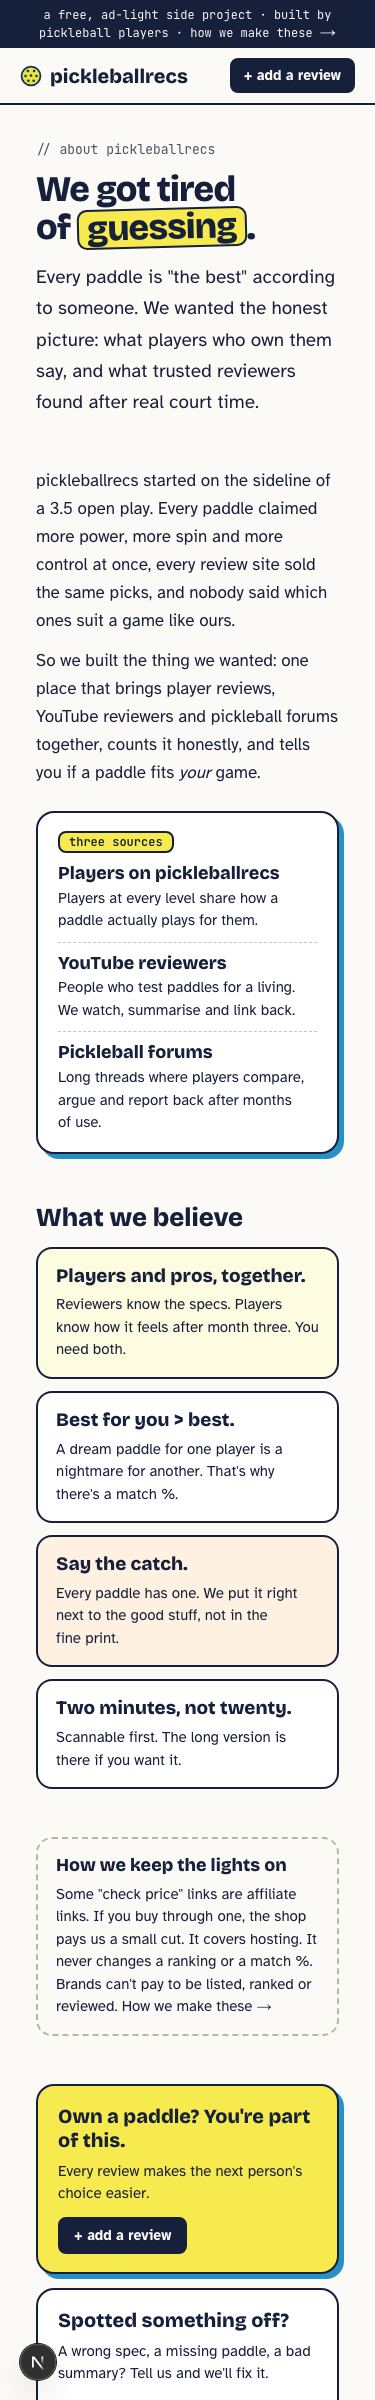 a free, ad-light side project · built by
pickleball players · how we make these →
pickleballrecs
+ add a review
// about pickleballrecs
We got tired
of guessing.
Every paddle is "the best" according
to someone. We wanted the honest
picture: what players who own them
say, and what trusted reviewers
found after real court time.
pickleballrecs started on the sideline of
a 3.5 open play. Every paddle claimed
more power, more spin and more
control at once, every review site sold
the same picks, and nobody said which
ones suit a game like ours.
So we built the thing we wanted: one
place that brings player reviews,
YouTube reviewers and pickleball forums
together, counts it honestly, and tells
you if a paddle fits your game.
three sources
Players on pickleballrecs
Players at every level share how a
paddle actually plays for them.
YouTube reviewers
People who test paddles for a living.
We watch, summarise and link back.
Pickleball forums
Long threads where players compare,
argue and report back after months
of use.
What we believe
Players and pros, together.
Reviewers know the specs. Players
know how it feels after month three. You
need both.
Best for you > best.
A dream paddle for one player is a
nightmare for another. That's why
there's a match %.
Say the catch.
Every paddle has one. We put it right
next to the good stuff, not in the
fine print.
Two minutes, not twenty.
Scannable first. The long version is
there if you want it.
How we keep the lights on
Some "check price" links are affiliate
links. If you buy through one, the shop
pays us a small cut. It covers hosting. It
never changes a ranking or a match %.
Brands can't pay to be listed, ranked or
reviewed. How we make these →
Own a paddle? You're part
of this.
Every review makes the next person's
choice easier.
+ add a review
Spotted something off?
A wrong spec, a missing paddle, a bad
summary? Tell us and we'll fix it.
N